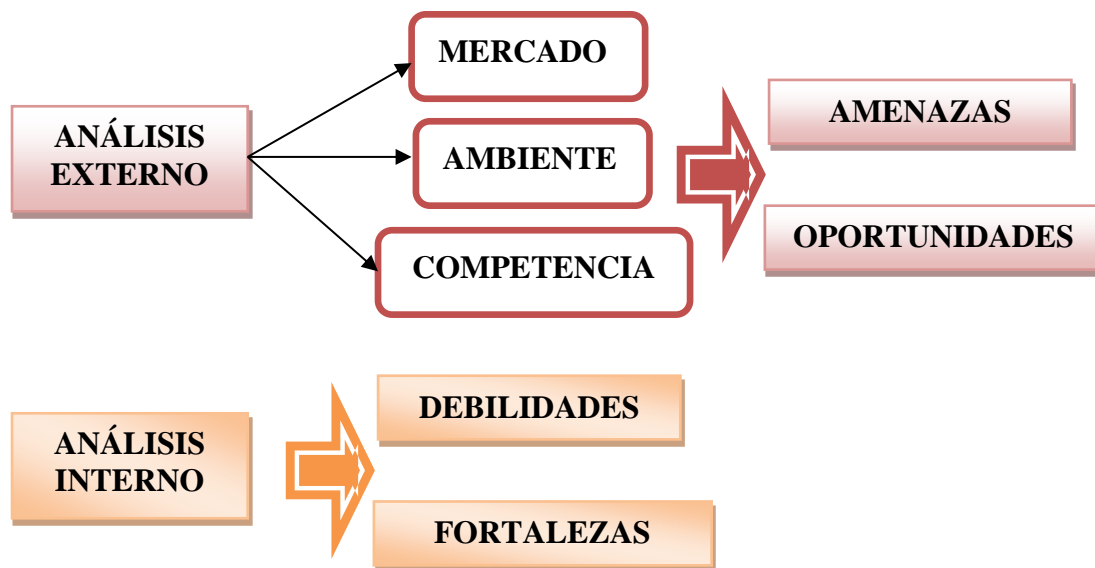 ANÁLISIS
EXTERNO
MERCADO
AMBIENTE
COMPETENCIA
AMENAZAS
OPORTUNIDADES
ANÁLISIS
INTERNO
DEBILIDADES
FORTALEZAS